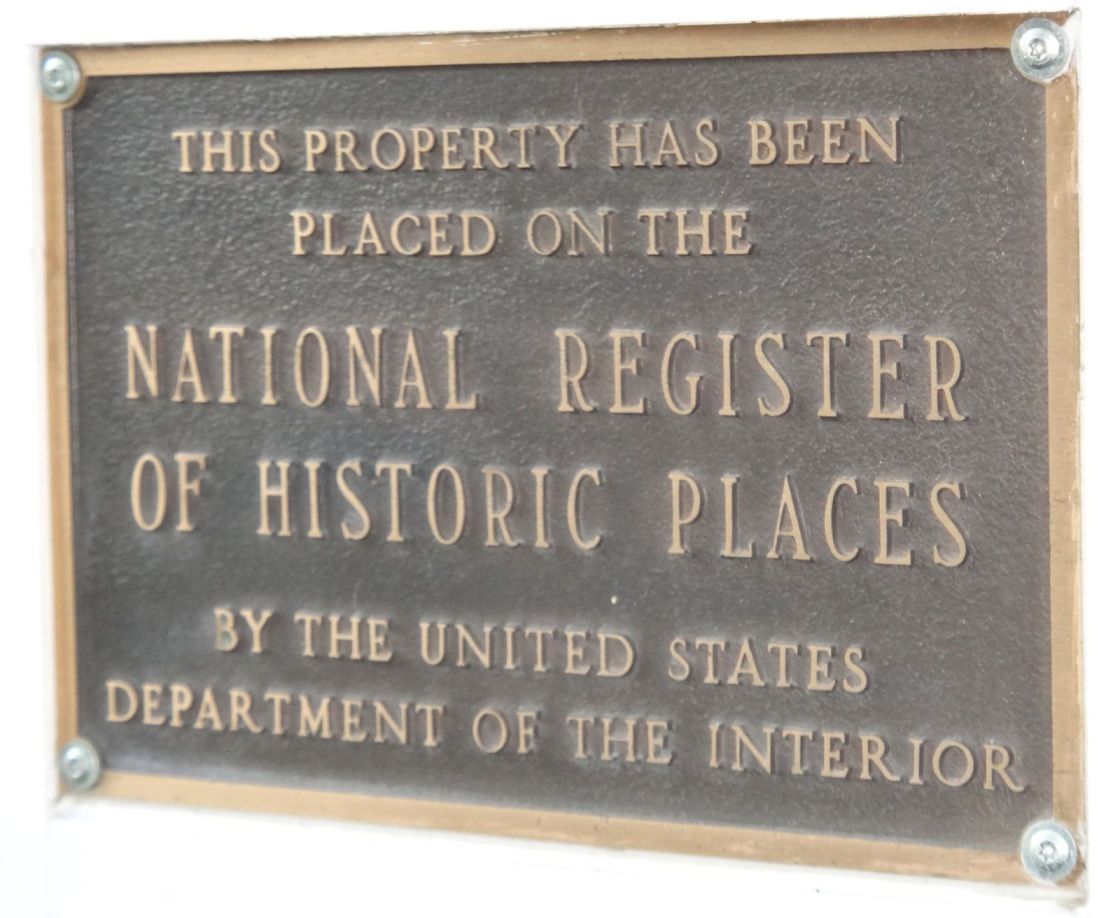 THIS PROPERTY HAS BEEN
PLACED ON THE
NATIONAL REGISTER
OF HISTORIC PLACES
BY THE UNITED STATES
DEPARTMENT OF THE INTERIOR